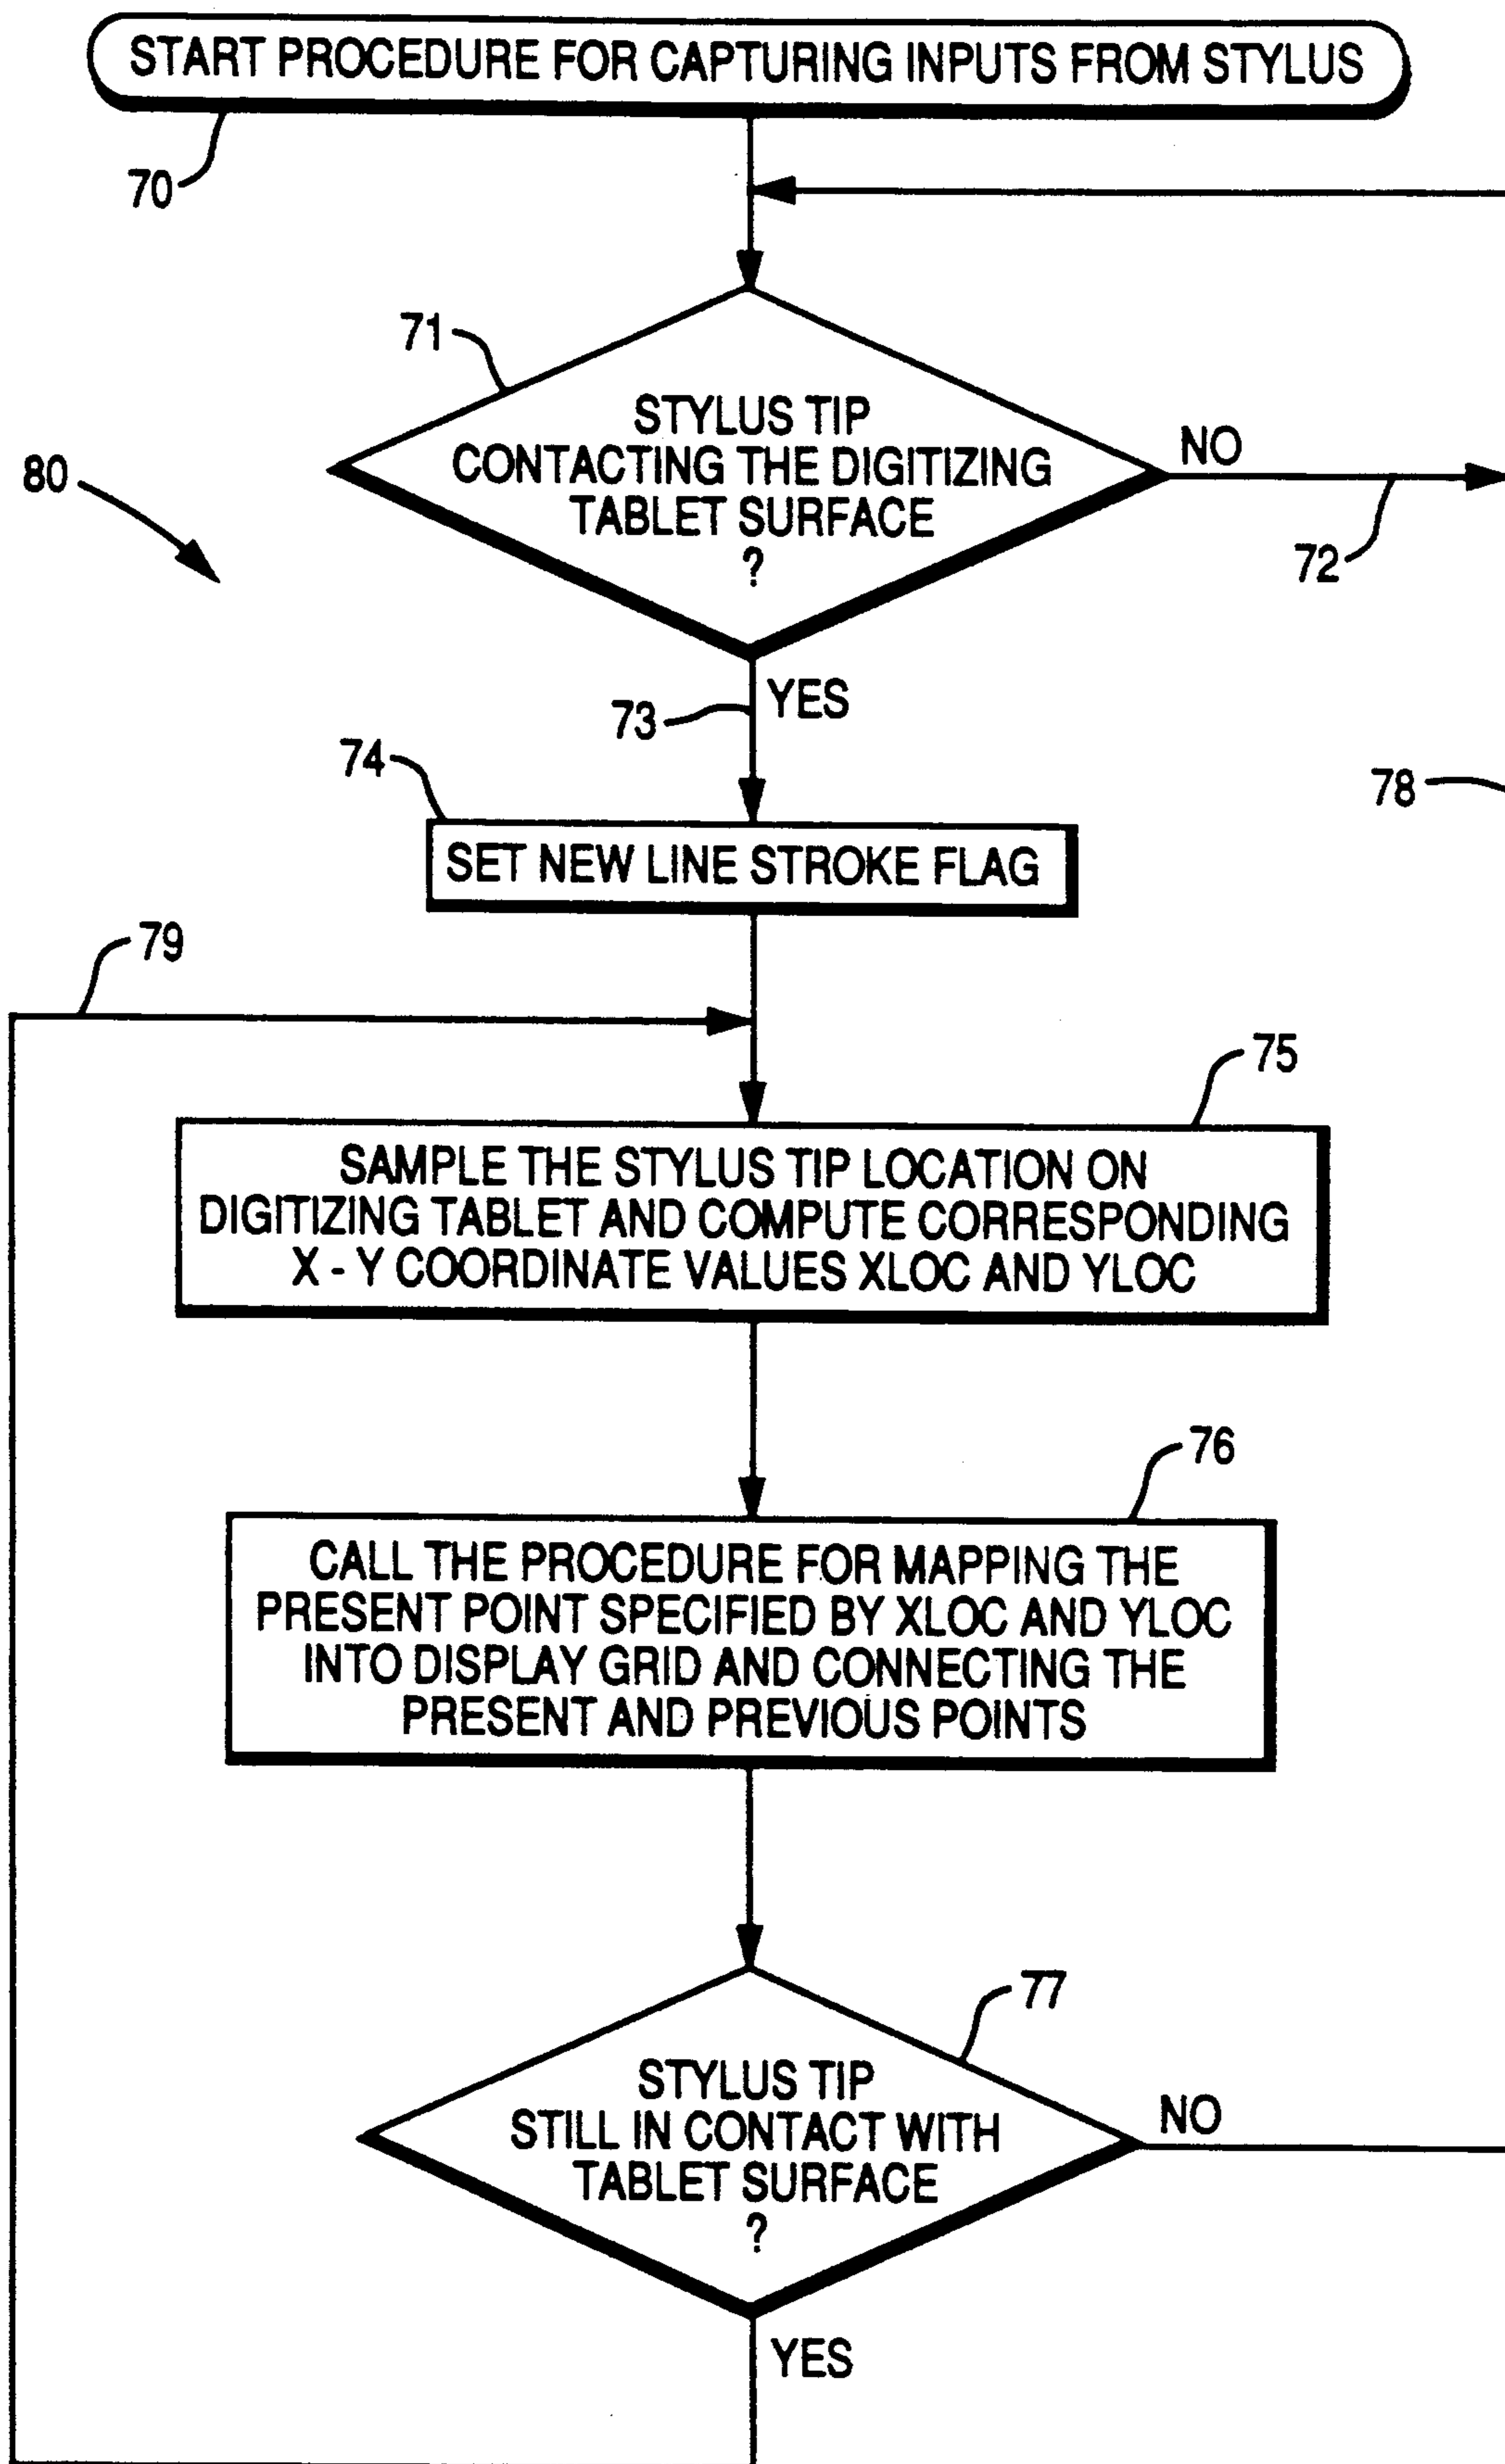 START PROCEDURE FOR CAPTURING INPUTS FROM STYLUS
70
71
STYLUS TIP
CONTACTING THE DIGITIZING
TABLET SURFACE
?
NO
80
72
73
YES
74
78
SET NEW LINE STROKE FLAG
79
75
SAMPLE THE STYLUS TIP LOCATION ON
DIGITIZING TABLET AND COMPUTE CORRESPONDING
X - Y COORDINATE VALUES XLOC AND YLOC
76
CALL THE PROCEDURE FOR MAPPING THE
PRESENT POINT SPECIFIED BY XLOC AND YLOC
INTO DISPLAY GRID AND CONNECTING THE
PRESENT AND PREVIOUS POINTS
77
STYLUS TIP
STILL IN CONTACT WITH
TABLET SURFACE
?
NO
YES